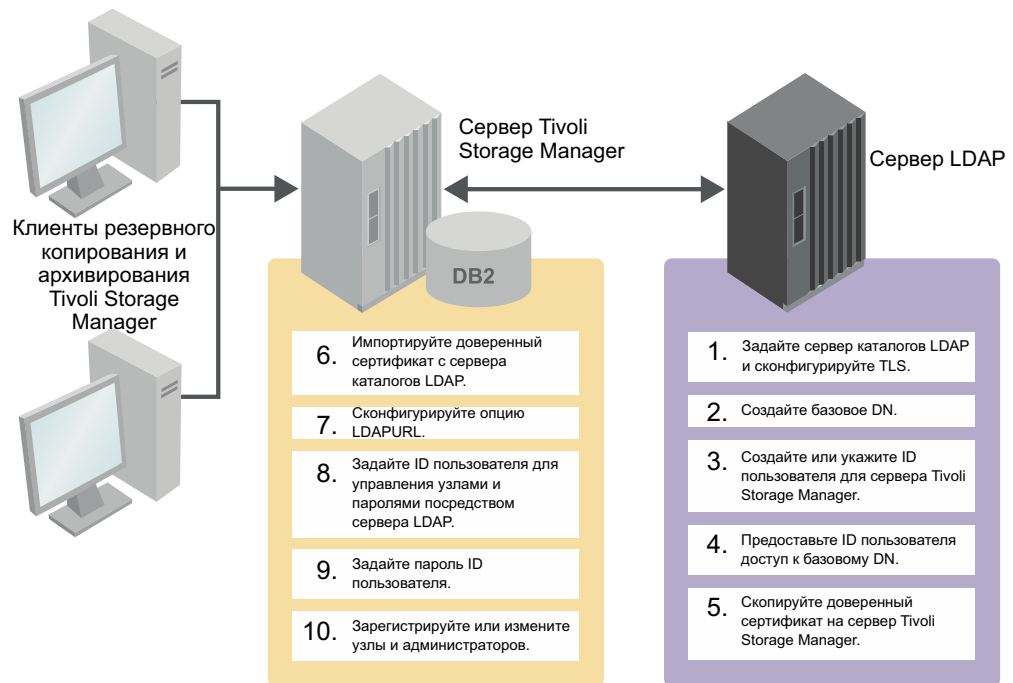 Клиенты резервного
копирования и
архивирования
Tivoli Storage
Manager
Сервер Tivoli
Storage Manager
Сервер LDAP
DB2
6. Импортируйте доверенный
сертификат с сервера
каталогов LDAP.
7. Сконфигурируйте опцию
LDAPURL.
8. Задайте ID пользователя для
управления узлами и
паролями посредством
сервера LDAP.
9. Задайте пароль ID
пользователя.
10. Зарегистрируйте или измените
узлы и администраторов.
1. Задайте сервер каталогов LDAP
и сконфигурируйте TLS.
2. Создайте базовое DN.
3. Создайте или укажите ID
пользователя для сервера Tivoli
Storage Manager.
4. Предоставьте ID пользователя
доступ к базовому DN.
5. Скопируйте доверенный
сертификат на сервер Tivoli
Storage Manager.